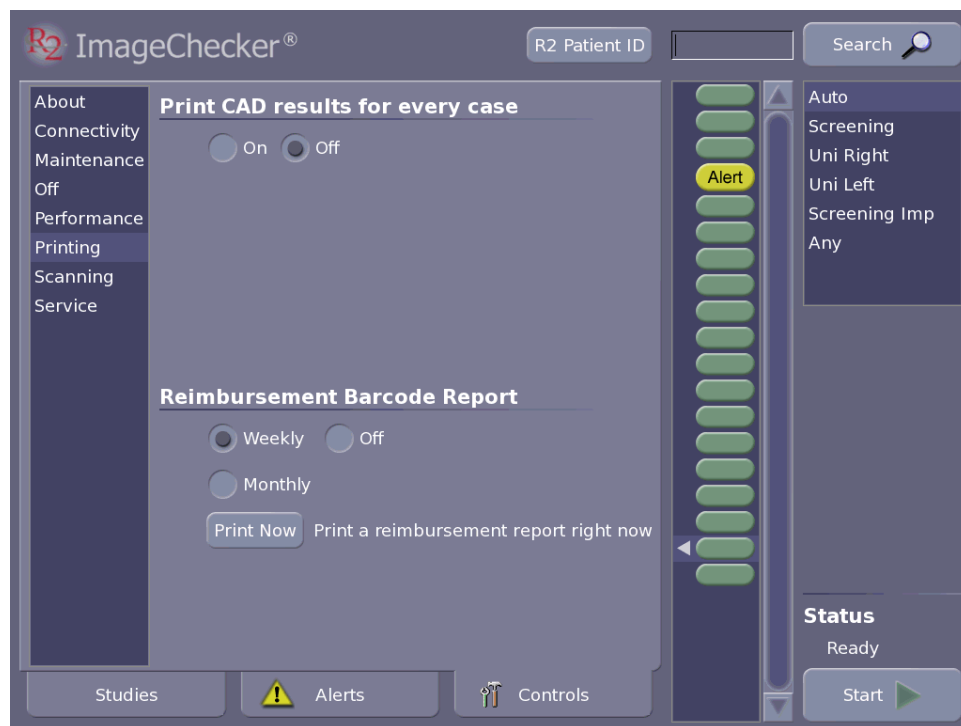 R2 ImageChecker®
R2 Patient ID
Search
About
Connectivity
Maintenance
Off
Performance
Printing
Scanning
Service
Print CAD results for every case
On Off
Reimbursement Barcode Report
Weekly Off
Monthly
Print Now Print a reimbursement report right now
Alert
Auto
Screening
Uni Right
Uni Left
Screening Imp
Any
Status
Ready
Start
Studies
Alerts
Controls